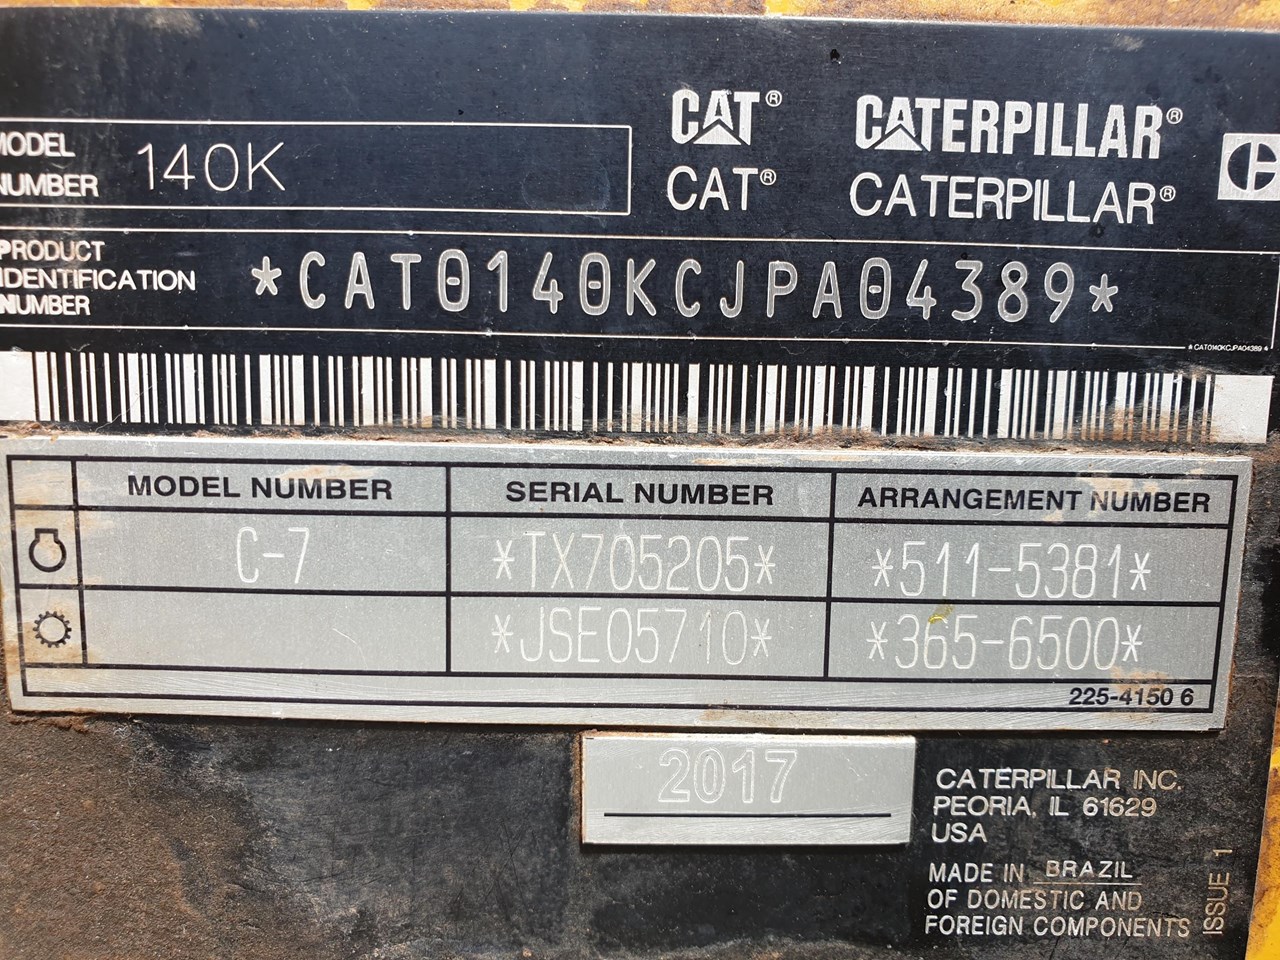 CAT® CATERPILLAR®
CAT® CATERPILLAR®
MODEL
NUMBER 140K
PRODUCT
IDENTIFICATION
NUMBER
*CAT0140KCJPA04389*
*CAT0140KCJPA04389*
MODEL NUMBER SERIAL NUMBER ARRANGEMENT NUMBER
C-7 *TX705205* *511-5381*
*JSE05710* *365-6500*
225-4150 6
2017
CATERPILLAR INC.
PEORIA, IL 61629
USA
MADE IN BRAZIL
OF DOMESTIC AND
FOREIGN COMPONENTS
ISSUE 1